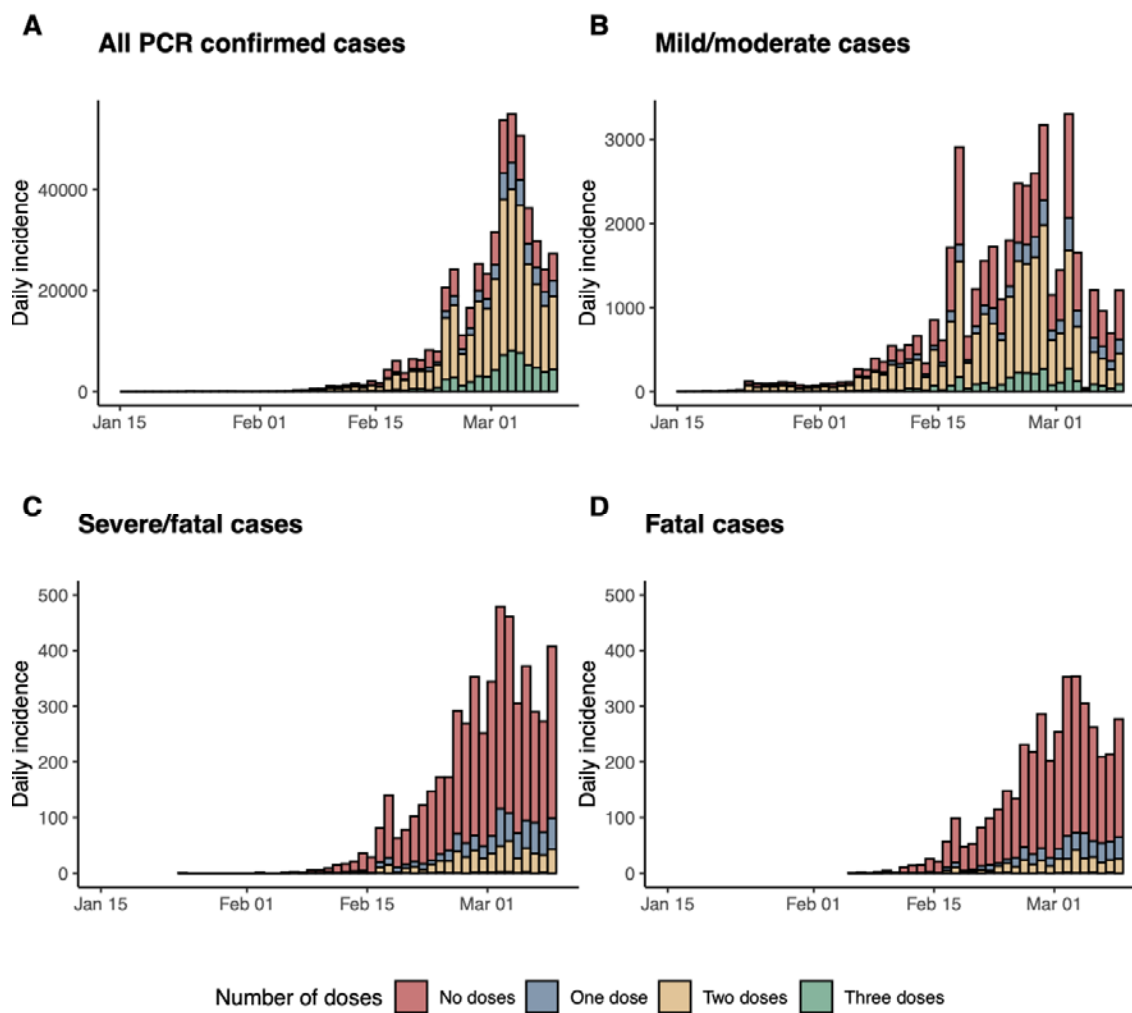 A
All PCR confirmed cases
Daily incidence
40000
20000
0
Jan 15
Feb 01
Feb 15
Mar 01
B
Mild/moderate cases
Daily incidence
3000
2000
1000
0
Jan 15
Feb 01
Feb 15
Mar 01
C
Severe/fatal cases
Daily incidence
500
400
300
200
100
0
Jan 15
Feb 01
Feb 15
Mar 01
D
Fatal cases
Daily incidence
500
400
300
200
100
0
Jan 15
Feb 01
Feb 15
Mar 01
Number of doses No doses One dose Two doses Three doses